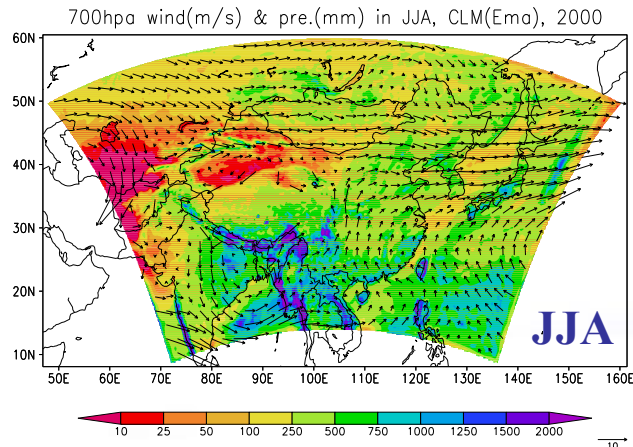 700hpa wind(m/s) & pre.(mm) in JJA, CLM(Ema), 2000
60N
50N
40N
30N
20N
10N
JJA
50E 60E 70E 80E 90E 100E 110E 120E 130E 140E 150E 160E
10 25 50 100 250 500 750 1000 1250 1500 2000
10